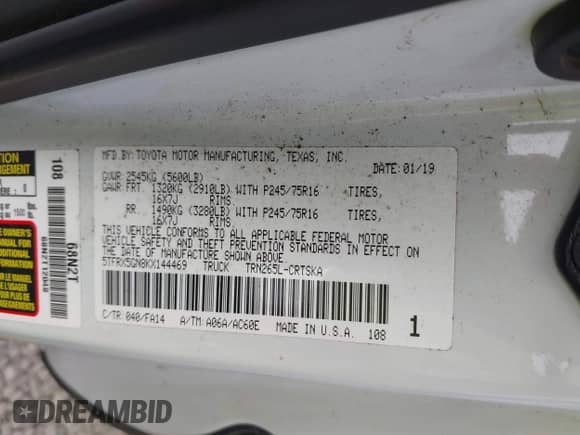 MFD.BY: TOYOTA MOTOR MANUFACTURING, TEXAS, INC.
DATE: 01/19
GVWR: 2545KG (5600LB)
GAWR: FRT. 1320KG (2910LB) WITH P245/75R16 TIRES,
16X7J RIMS
RR. 1490KG (3280LB) WITH P245/75R16 TIRES,
16X7J RIMS
THIS VEHICLE CONFORMS TO ALL APPLICABLE FEDERAL MOTOR
VEHICLE SAFETY AND THEFT PREVENTION STANDARDS IN EFFECT
ON THE DATE OF MANUFACTURE SHOWN ABOVE.
5TFRX5GN8KX144469 TRUCK TRN265L-CRTSKA
C/TR: 040/FA14 A/TM: A06A/AC60E MADE IN U.S.A. 108 1
108
68N2T12048
68N2T
DREAMBID